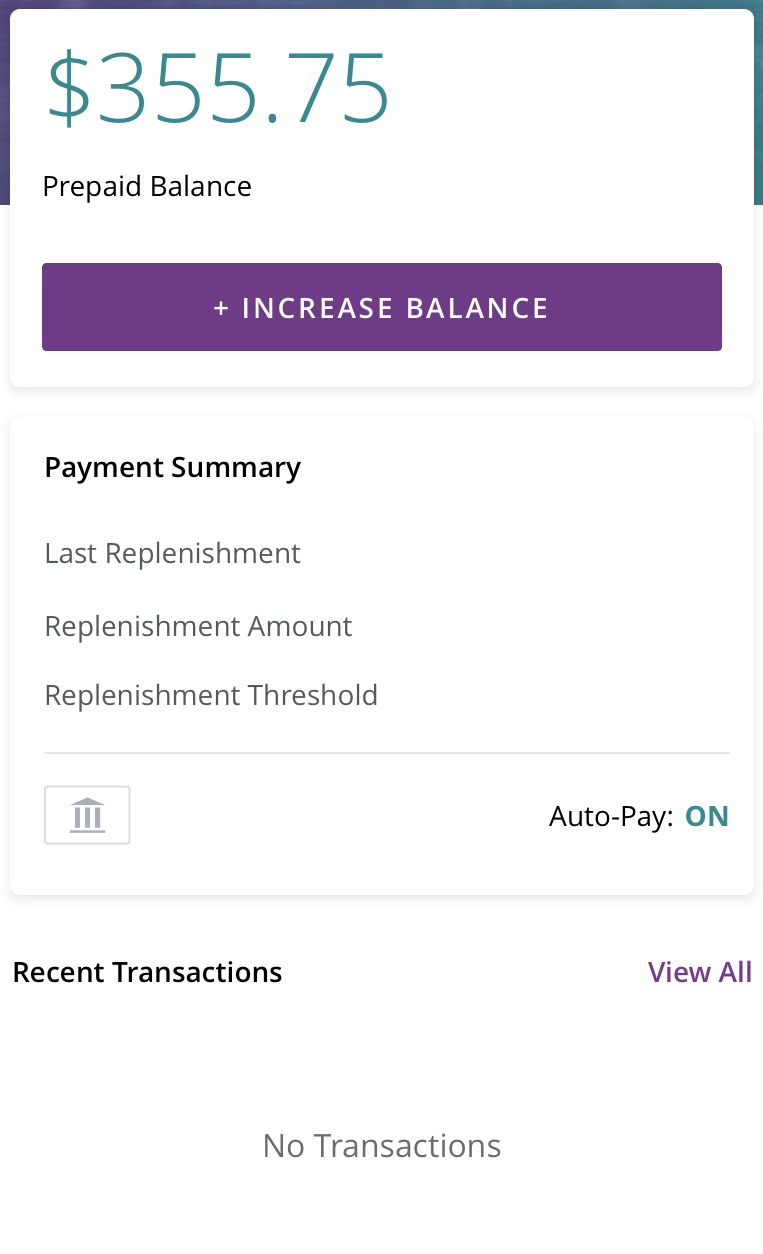 $355.75
Prepaid Balance
+ INCREASE BALANCE
Payment Summary
Last Replenishment
Replenishment Amount
Replenishment Threshold
Auto-Pay: ON
Recent Transactions View All
No Transactions